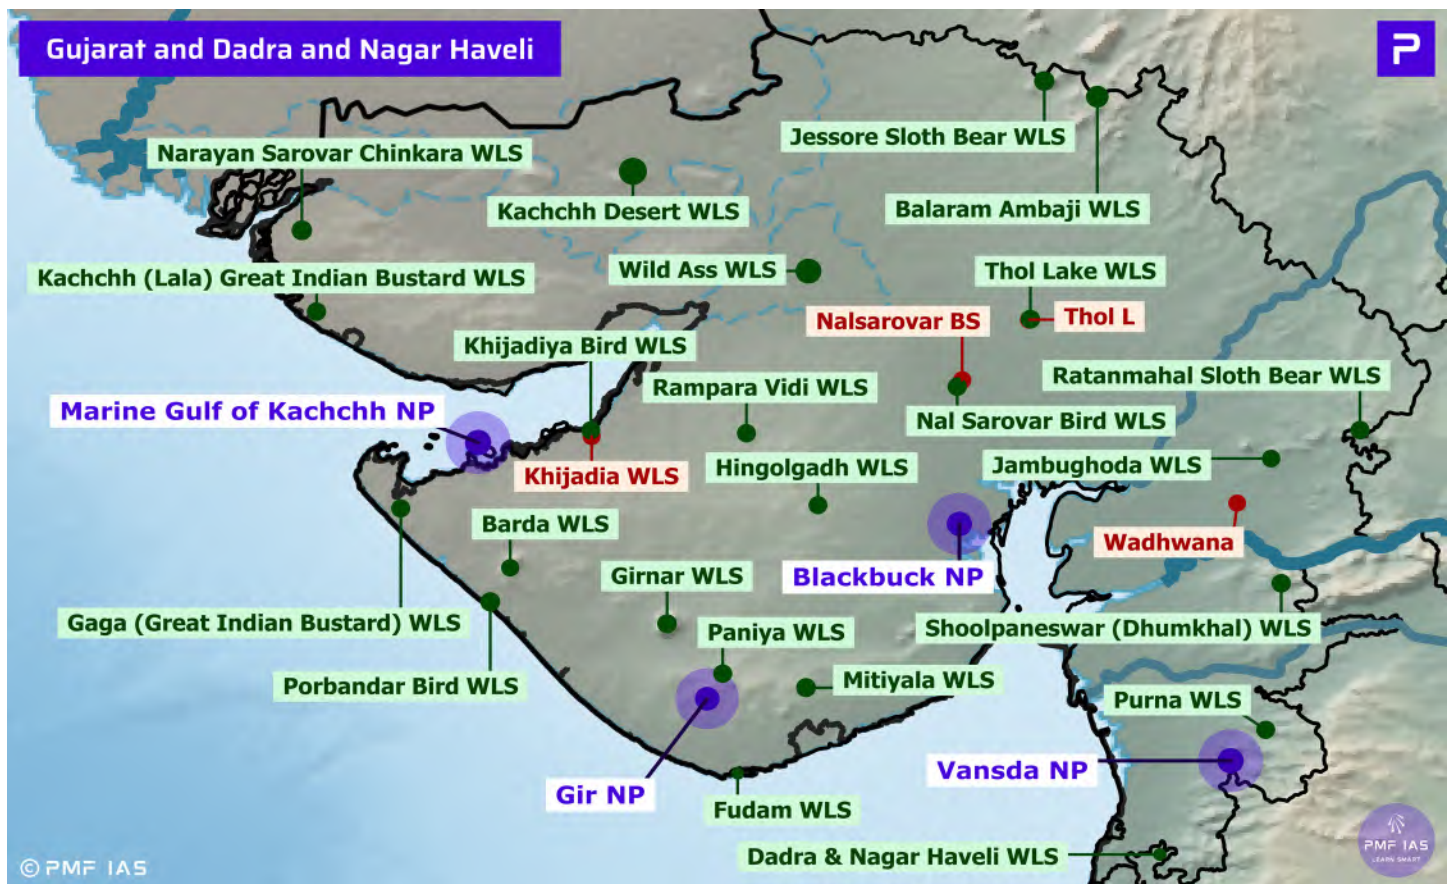 Gujarat and Dadra and Nagar Haveli
P
Jessore Sloth Bear WLS
Narayan Sarovar Chinkara WLS
Kachchh Desert WLS
Balaram Ambaji WLS
Kachchh (Lala) Great Indian Bustard WLS
Wild Ass WLS
Thol Lake WLS
Nalsarovar BS
Thol L
Khijadiya Bird WLS
Rampara Vidi WLS
Ratanmahal Sloth Bear WLS
Marine Gulf of Kachchh NP
Nal Sarovar Bird WLS
Khijadia WLS
Hingolgadh WLS
Jambughoda WLS
Barda WLS
Wadhwana
Girnar WLS
Blackbuck NP
Gaga (Great Indian Bustard) WLS
Paniya WLS
Shoolpaneswar (Dhumkhal) WLS
Porbandar Bird WLS
Mitiyala WLS
Purna WLS
Gir NP
Vansda NP
Fudam WLS
Dadra & Nagar Haveli WLS
© PMF IAS
PMF IAS
LEARN SMART